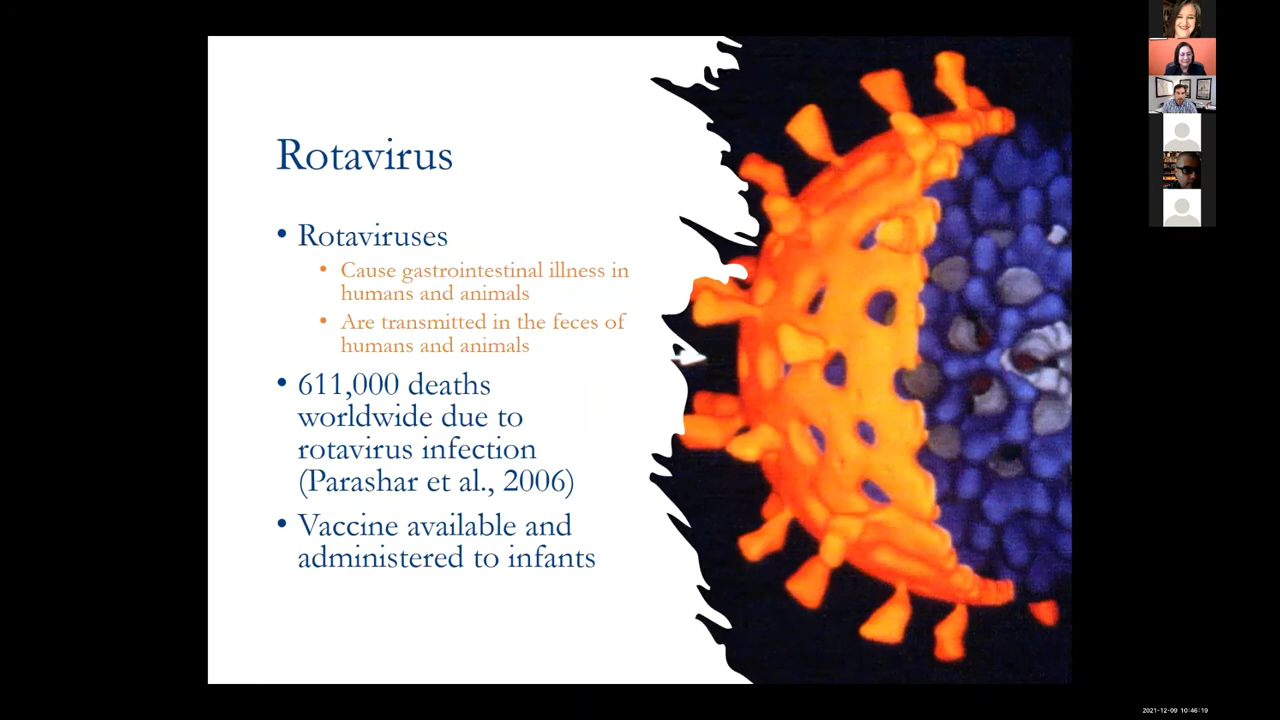 Rotavirus
• Rotaviruses
• Cause gastrointestinal illness in
humans and animals
• Are transmitted in the feces of
humans and animals
• 611,000 deaths
worldwide due to
rotavirus infection
(Parashar et al., 2006)
• Vaccine available and
administered to infants
2021-12-09 10:46:19